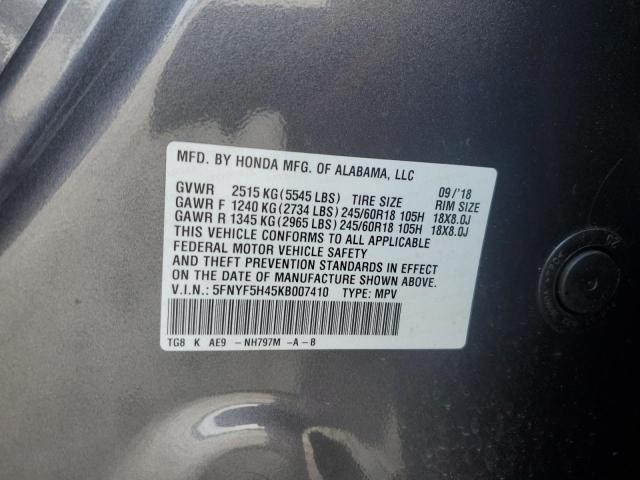 MFD. BY HONDA MFG. OF ALABAMA, LLC
GVWR 2515 KG(5545 LBS) TIRE SIZE 09/'18 RIM SIZE
GAWR F 1240 KG(2734 LBS)245/60R18 105H 18X8.0J
GAWR R 1345 KG(2965 LBS)245/60R18 105H 18X8.0J
THIS VEHICLE CONFORMS TO ALL APPLICABLE
FEDERAL MOTOR VEHICLE SAFETY
AND THEFT PREVENTION STANDARDS IN EFFECT
ON THE DATE OF MANUFACTURE SHOWN ABOVE.
V.I.N.: 5FNYF5H45KB007410 TYPE: MPV
TG8 K AE9 -NH797M -A-B